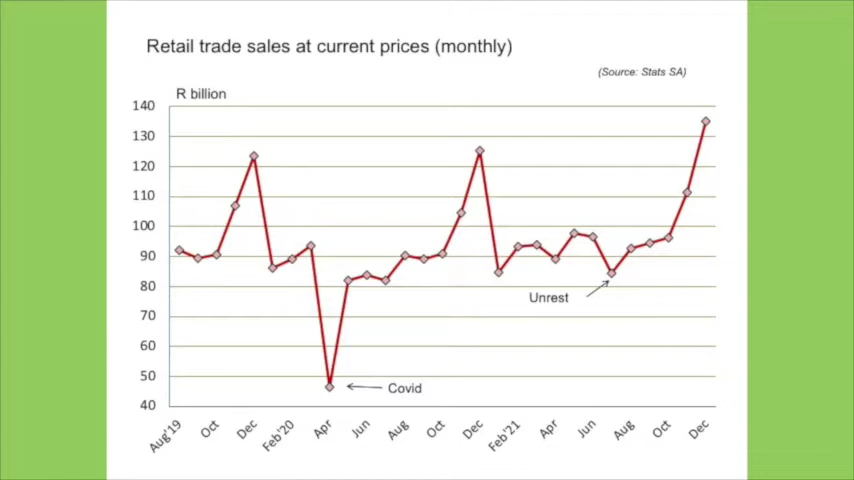 Retail trade sales at current prices (monthly)
(Source: Stats SA)
R billion
140
130
120
110
100
90
80
70
60
50
40
Unrest
Covid
Aug'19
Oct
Dec
Feb'20
Apr
Jun
Aug
Oct
Dec
Feb'21
Apr
Jun
Aug
Oct
Dec